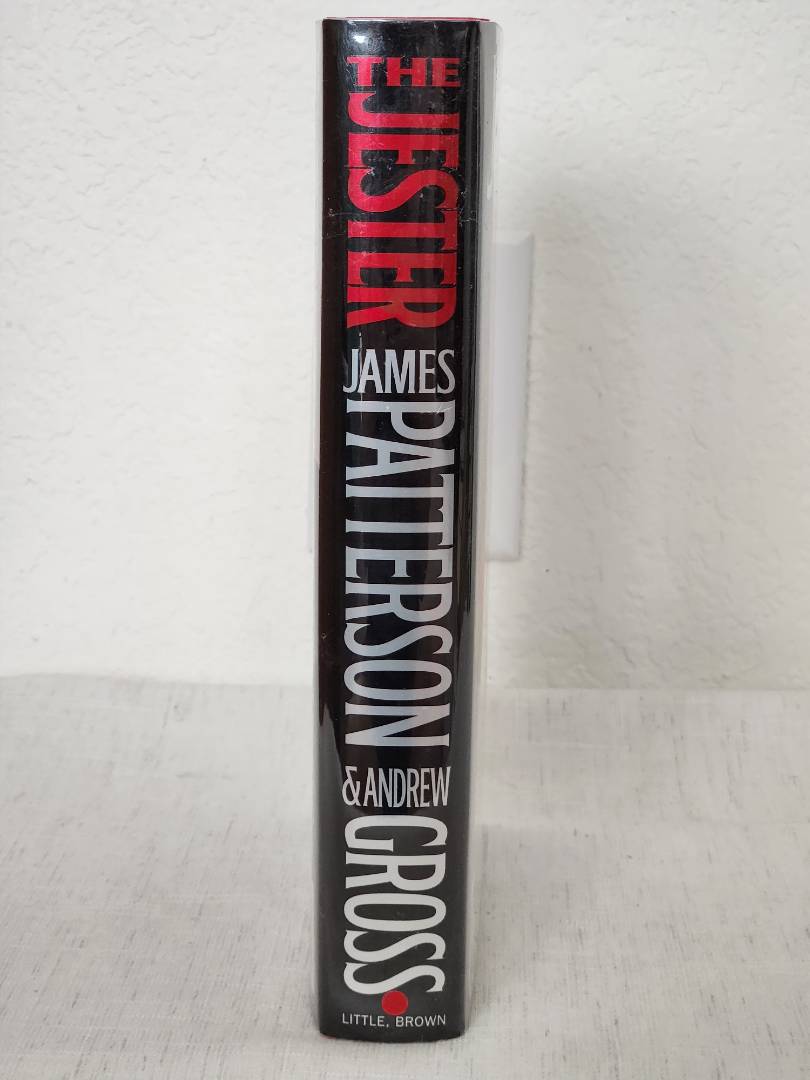 THE
JESTER
JAMES
PATTERSON
& ANDREW
GROSS
LITTLE, BROWN